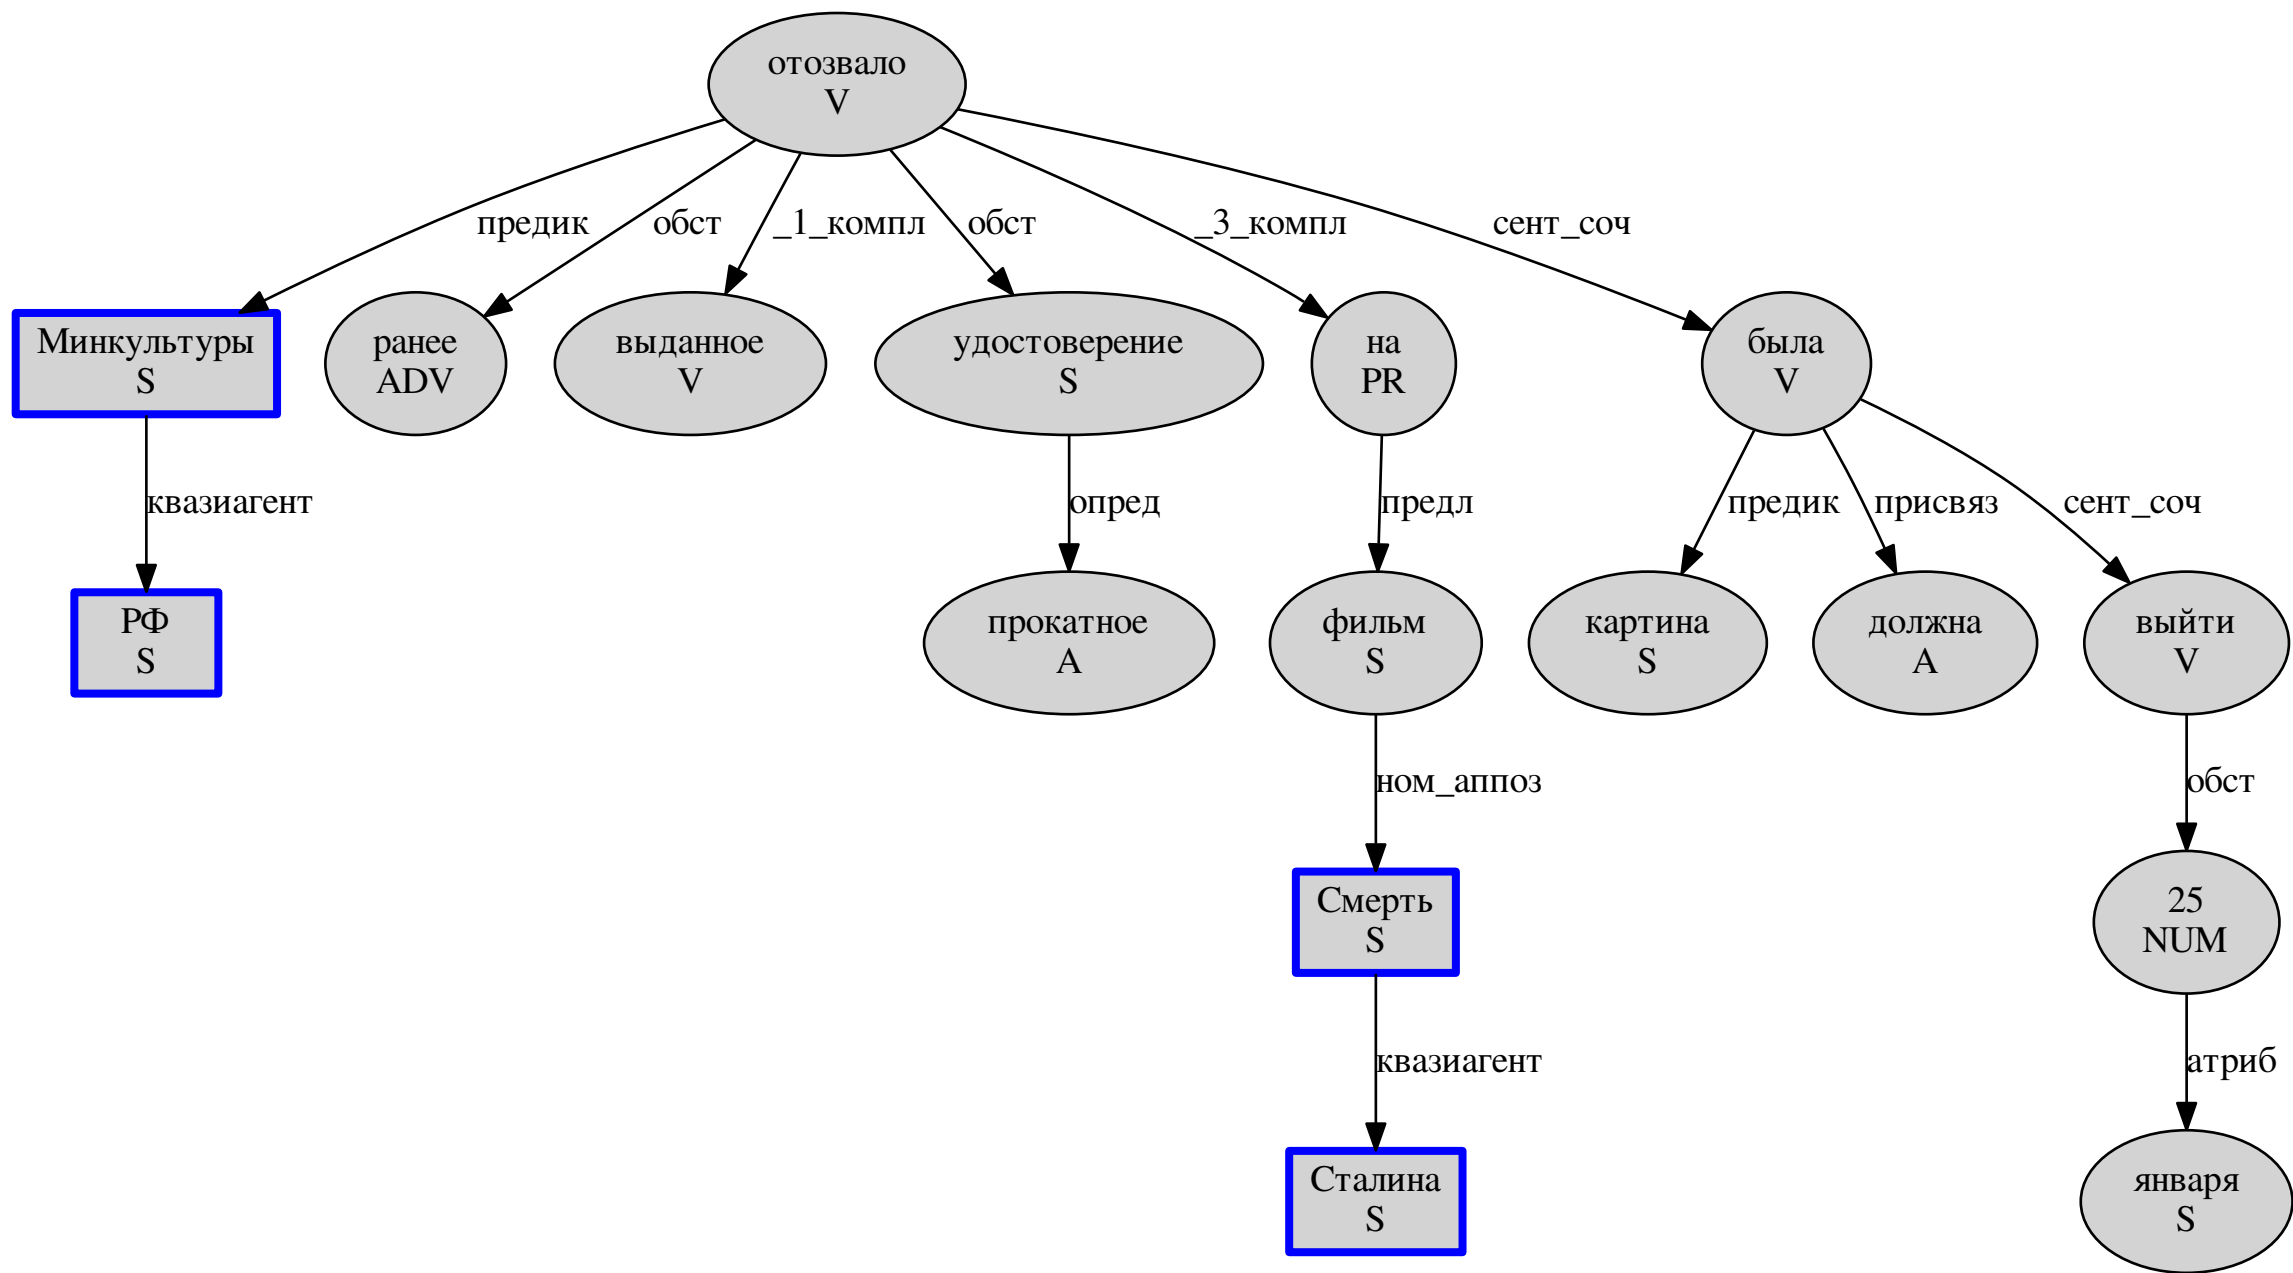 отозвало
V
предик
обст
_1_компл
обст
_3_компл
сент_соч
Минкультуры
S
ранее
ADV
выданное
V
удостоверение
S
на
PR
была
V
квазиагент
опред
предл
предик
присвяз
сент_соч
РФ
S
прокатное
A
фильм
S
картина
S
должна
A
выйти
V
ном_аппоз
обст
Смерть
S
25
NUM
квазиагент
атриб
Сталина
S
января
S